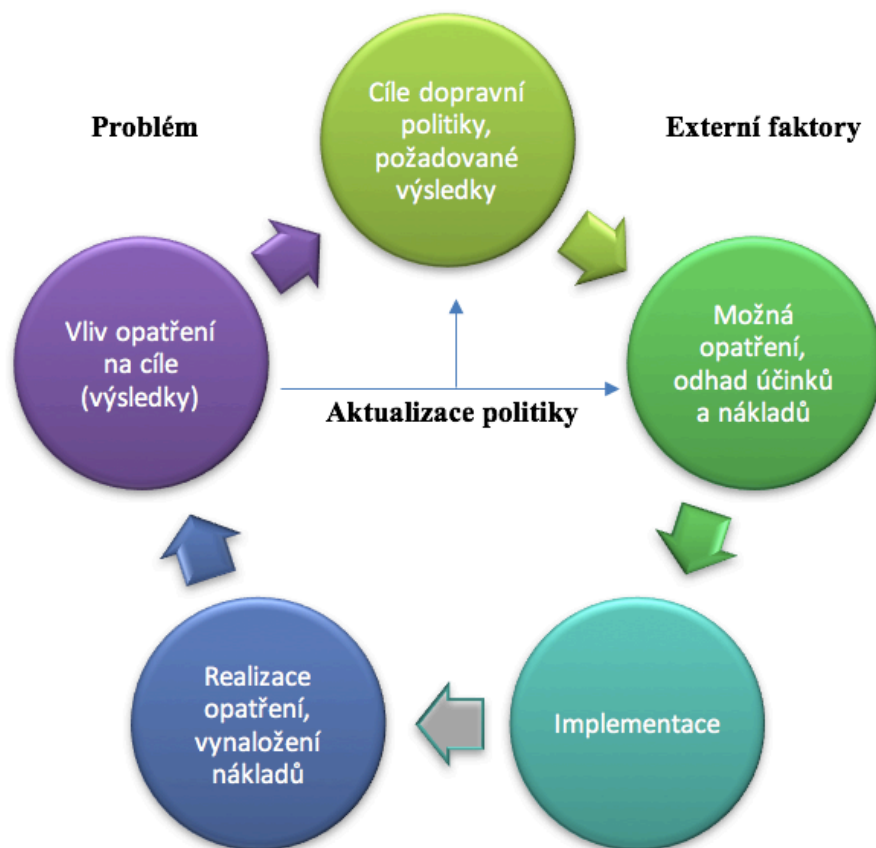 Cíle dopravní
politiky,
požadované
výsledky
Problém
Externí faktory
Vliv opatření
na cíle
(výsledky)
Možná
opatření,
odhad účinků
a nákladů
Aktualizace politiky
Realizace
opatření,
vynaložení
nákladů
Implementace